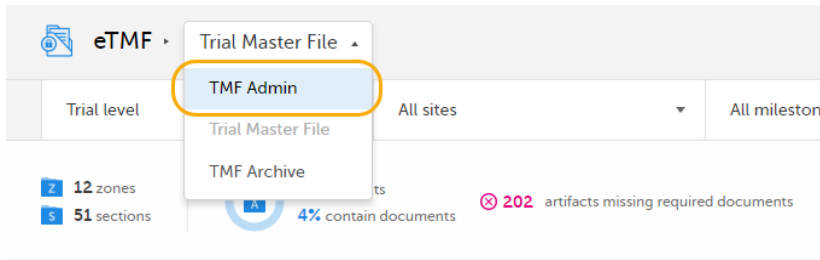 eTMF
Trial Master File
TMF Admin
Trial Master File
TMF Archive
Trial level
All sites
All mileston
Z 12 zones
S 51 sections
A
ts
4% contain documents
202 artifacts missing required documents